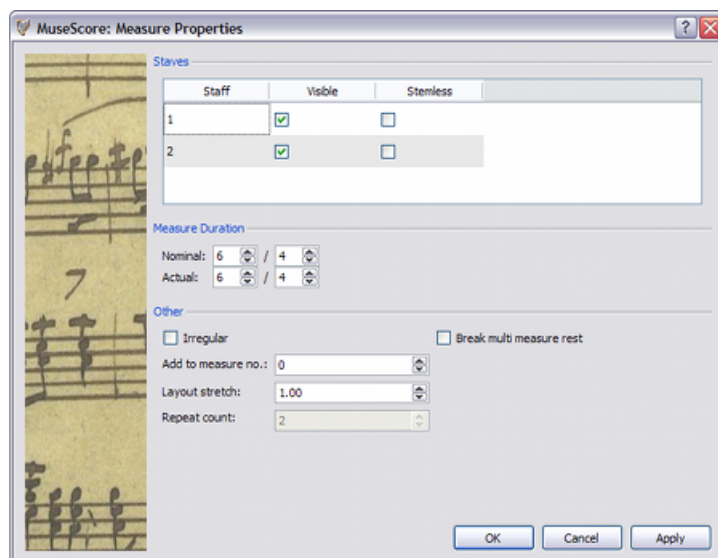 MuseScore: Measure Properties
Staves
Staff Visible Stemless
1
2
Measure Duration
Nominal: 6 / 4
Actual: 6 / 4
Other
Irregular Break multi measure rest
Add to measure no.: 0
Layout stretch: 1.00
Repeat count: 2
7
OK Cancel Apply